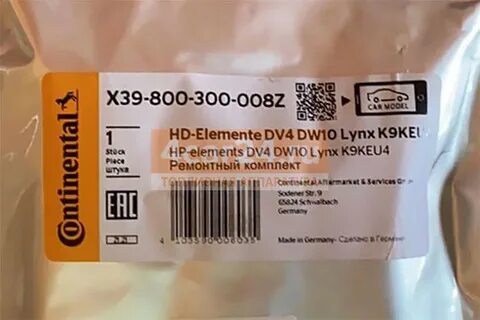 Continental
X39-800-300-008Z
CAR MODEL
1
Stück
Piece
штука
HD-Elemente DV4 DW10 Lynx K9KEU
HP-elements DV4 DW10 Lynx K9KEU4
Ремонтный комплект
Continental Aftermarket & Services
Sodener Str. 9
65824 Schwalbach
Germany
EAC
Made in Germany - Сделано в